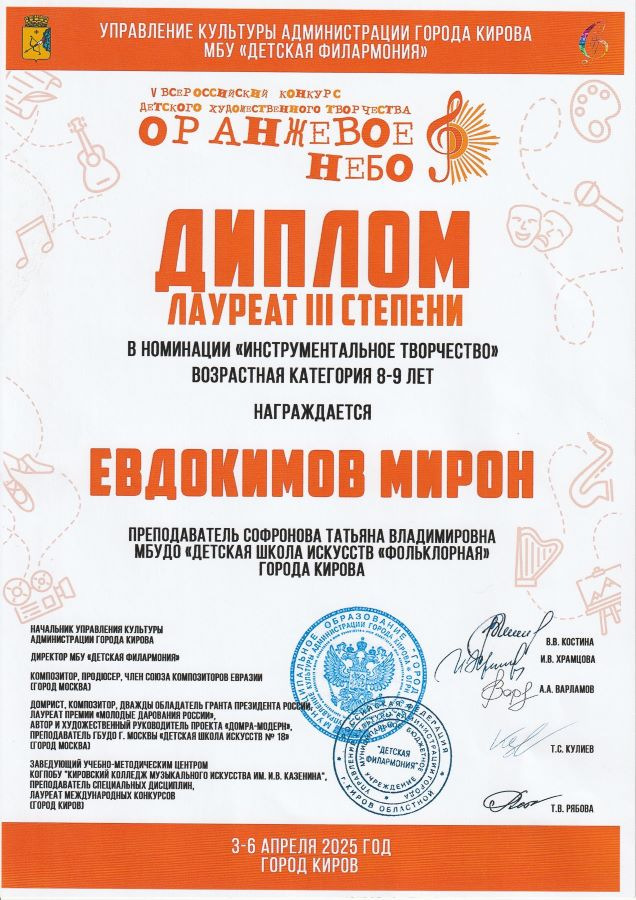 УПРАВЛЕНИЕ КУЛЬТУРЫ АДМИНИСТРАЦИИ ГОРОДА КИРОВА
МБУ «ДЕТСКАЯ ФИЛАРМОНИЯ»
V ВСЕРОССИЙСКИЙ КОНКУРС
ДЕТСКОГО ХУДОЖЕСТВЕННОГО ТВОРЧЕСТВА
ОРАНЖЕВОЕ
НЕБО
ДИПЛОМ
ЛАУРЕАТ III СТЕПЕНИ
В НОМИНАЦИИ «ИНСТРУМЕНТАЛЬНОЕ ТВОРЧЕСТВО»
ВОЗРАСТНАЯ КАТЕГОРИЯ 8-9 ЛЕТ
НАГРАЖДАЕТСЯ
ЕВДОКИМОВ МИРОН
ПРЕПОДАВАТЕЛЬ СОФРОНОВА ТАТЬЯНА ВЛАДИМИРОВНА
МБУДО «ДЕТСКАЯ ШКОЛА ИСКУССТВ «ФОЛЬКЛОРНАЯ»
ГОРОДА КИРОВА
НАЧАЛЬНИК УПРАВЛЕНИЯ КУЛЬТУРЫ
АДМИНИСТРАЦИИ ГОРОДА КИРОВА
В.В. КОСТИНА
ДИРЕКТОР МБУ «ДЕТСКАЯ ФИЛАРМОНИЯ»
И.В. ХРАМЦОВА
КОМПОЗИТОР, ПРОДЮСЕР, ЧЛЕН СОЮЗА КОМПОЗИТОРОВ ЕВРАЗИИ
(ГОРОД МОСКВА)
А.А. ВАРЛАМОВ
ДОМРИСТ, КОМПОЗИТОР, ДВАЖДЫ ОБЛАДАТЕЛЬ ГРАНТА ПРЕЗИДЕНТА РОССИИ,
ЛАУРЕАТ ПРЕМИИ «МОЛОДЫЕ ДАРОВАНИЯ РОССИИ»,
АВТОР И ХУДОЖЕСТВЕННЫЙ РУКОВОДИТЕЛЬ ПРОЕКТА «ДОМРА-МОДЕРН»,
ПРЕПОДАВАТЕЛЬ ГБУДО Г. МОСКВЫ «ДЕТСКАЯ ШКОЛА ИСКУССТВ № 18»
(ГОРОД МОСКВА)
Т.С. КУЛИЕВ
ЗАВЕДУЮЩИЙ УЧЕБНО-МЕТОДИЧЕСКИМ ЦЕНТРОМ
КОГПОБУ "КИРОВСКИЙ КОЛЛЕДЖ МУЗЫКАЛЬНОГО ИСКУССТВА ИМ. И.В. КАЗЕНИНА",
ПРЕПОДАВАТЕЛЬ СПЕЦИАЛЬНЫХ ДИСЦИПЛИН,
ЛАУРЕАТ МЕЖДУНАРОДНЫХ КОНКУРСОВ
(ГОРОД КИРОВ)
Т.В. РЯБОВА
"ДЕТСКАЯ
ФИЛАРМОНИЯ"
3-6 АПРЕЛЯ 2025 ГОД
ГОРОД КИРОВ